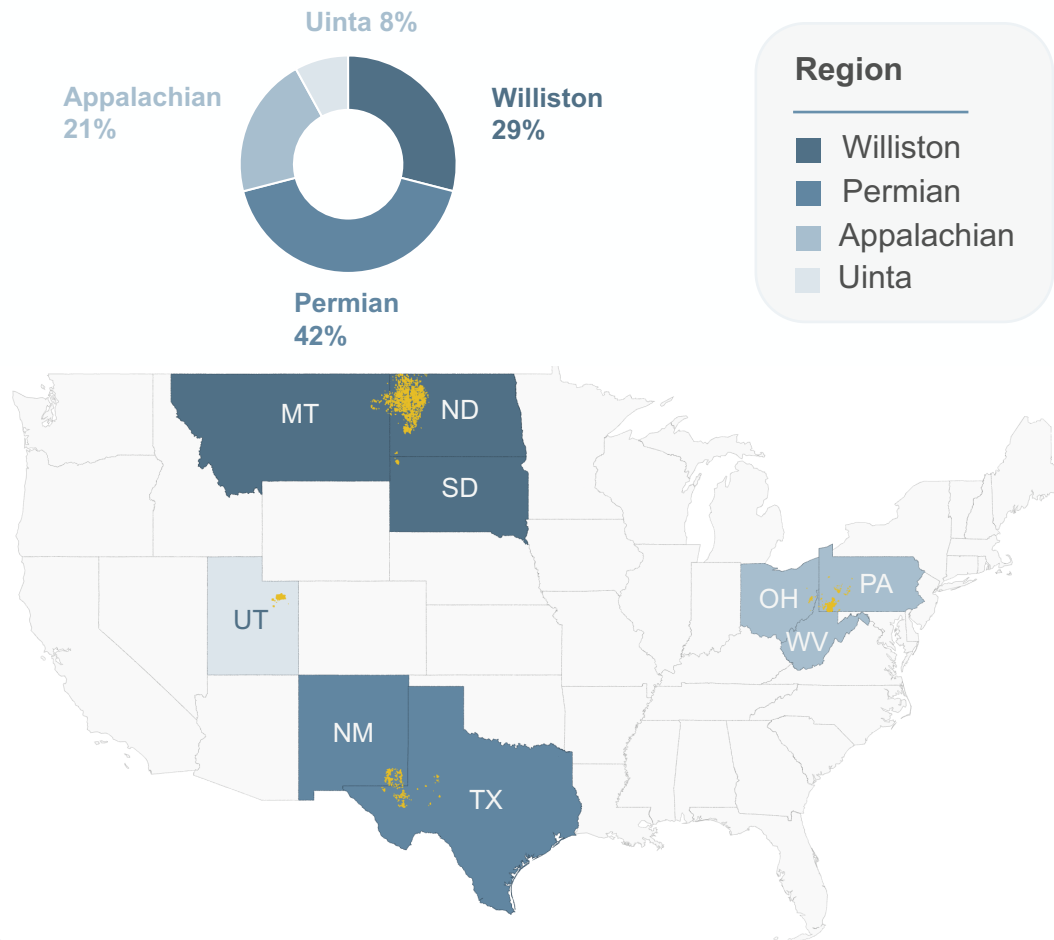 Uinta 8%
Appalachian
21%
Williston
29%
Permian
42%
Region
Williston
Permian
Appalachian
Uinta
MT
ND
SD
UT
OH
PA
WV
NM
TX